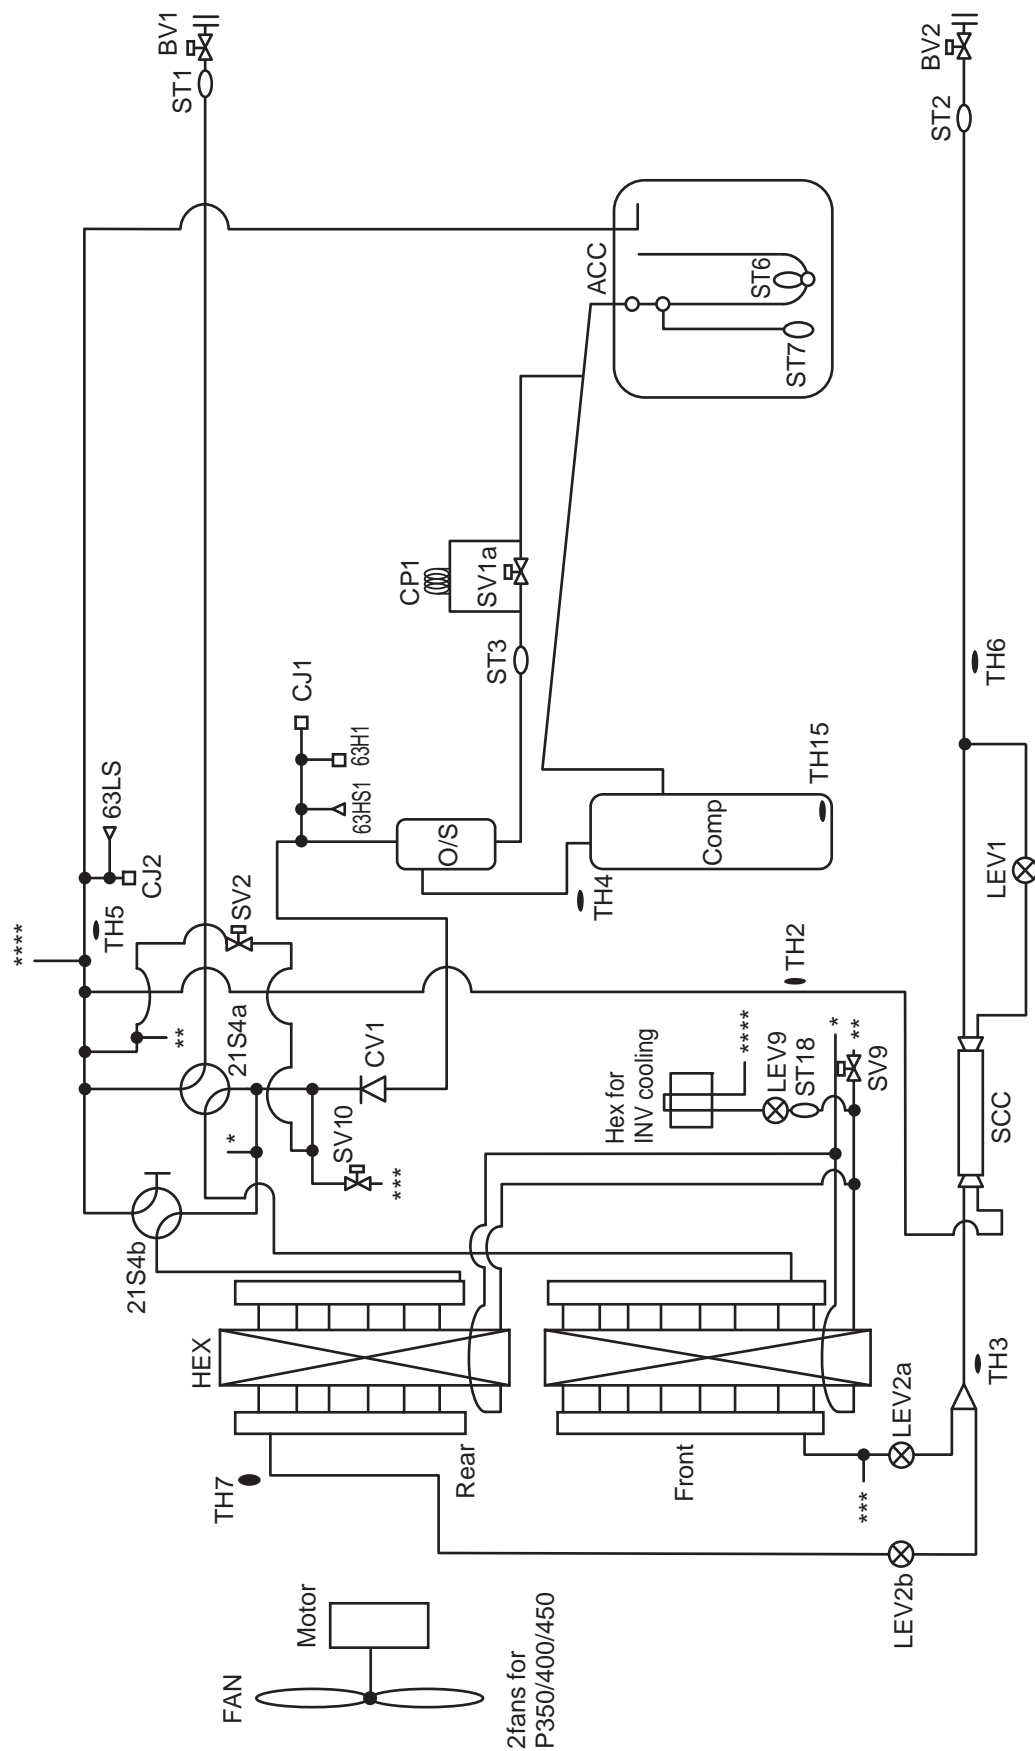 BV1
ST1
BV2
ST2
ACC
ST6
ST7
CP1
SV1a
ST3
TH6
CJ1
63H1
63HS1
63LS
CJ2
TH15
Comp
O/S
TH4
LEV1
****
TH5
SV2
TH2
**
21S4a
CV1
Hex for
INV cooling
****
LEV9
ST18
*
**
SV9
SCC
*
SV10
***
21S4b
HEX
TH3
LEV2a
Rear
Front
TH7
***
LEV2b
Motor
FAN
2fans for
P350/400/450